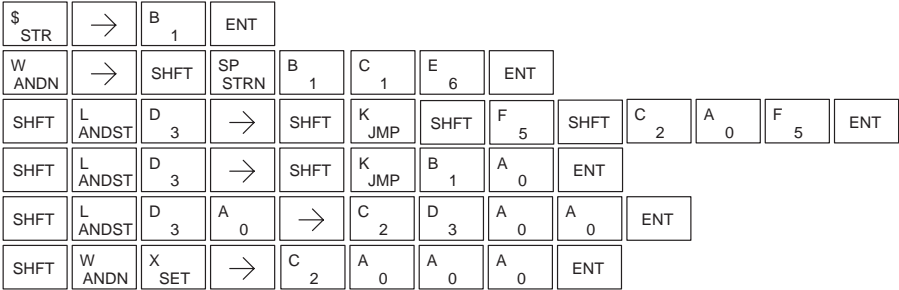 $ STR → B 1 ENT
W ANDN → SHFT SP STRN B 1 C 1 E 6 ENT
SHFT L ANDST D 3 → SHFT K JMP SHFT F 5 SHFT C 2 A 0 F 5 ENT
SHFT L ANDST D 3 → SHFT K JMP B 1 A 0 ENT
SHFT L ANDST D 3 A 0 → C 2 D 3 A 0 A 0 ENT
SHFT W ANDN X SET → C 2 A 0 A 0 A 0 ENT